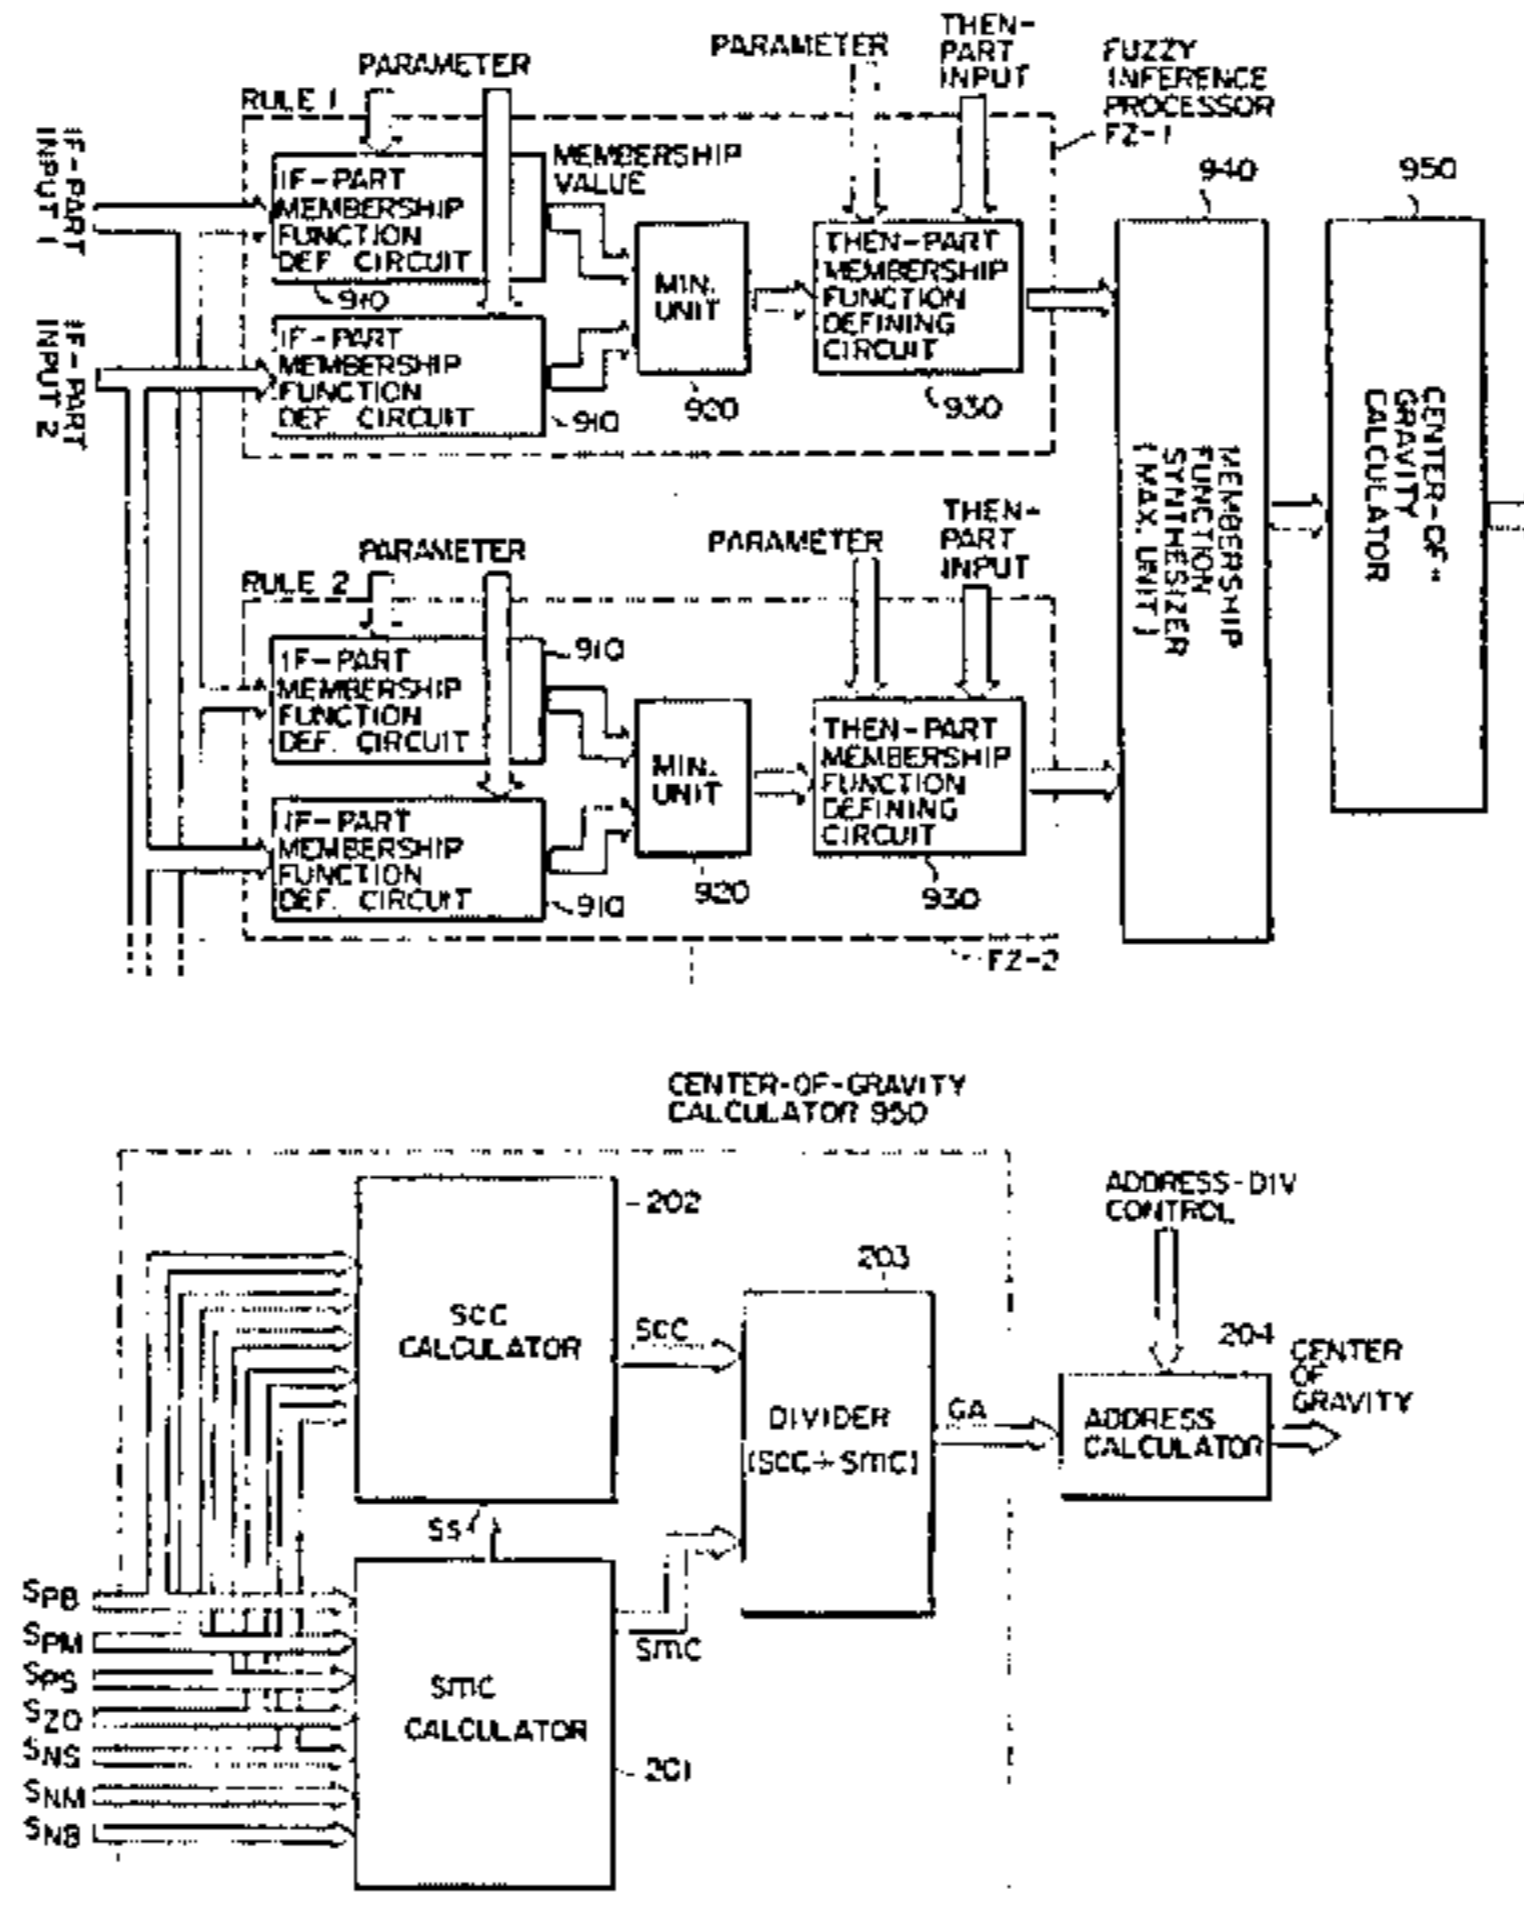 PARAMETER
RULE 1
PARAMETER
THEN-
PART
INPUT
FUZZY
INFERENCE
PROCESSOR
FZ-1
IF-PART
INPUT 1
IF-PART
MEMBERSHIP
FUNCTION
DEF. CIRCUIT
910
MEMBERSHIP
VALUE
940
950
IF-PART
INPUT 2
IF-PART
MEMBERSHIP
FUNCTION
DEF. CIRCUIT
910
MIN.
UNIT
920
THEN-PART
MEMBERSHIP
FUNCTION
DEFINING
CIRCUIT
930
MEMBERSHIP
FUNCTION
SYNTHESIZER
(MAX. UNIT)
CENTER-OF-
GRAVITY
CALCULATOR
PARAMETER
RULE 2
PARAMETER
THEN-
PART
INPUT
IF-PART
MEMBERSHIP
FUNCTION
DEF. CIRCUIT
910
IF-PART
MEMBERSHIP
FUNCTION
DEF. CIRCUIT
910
MIN.
UNIT
920
THEN-PART
MEMBERSHIP
FUNCTION
DEFINING
CIRCUIT
930
FZ-2
CENTER-OF-GRAVITY
CALCULATOR 950
202
SCC
CALCULATOR
SCC
203
DIVIDER
(SCC÷SMC)
GA
ADDRESS-DIV
CONTROL
204
ADDRESS
CALCULATOR
CENTER
OF
GRAVITY
SS
SMC
SMC
CALCULATOR
201
SPB
SPM
SPS
SZO
SNS
SNM
SNB